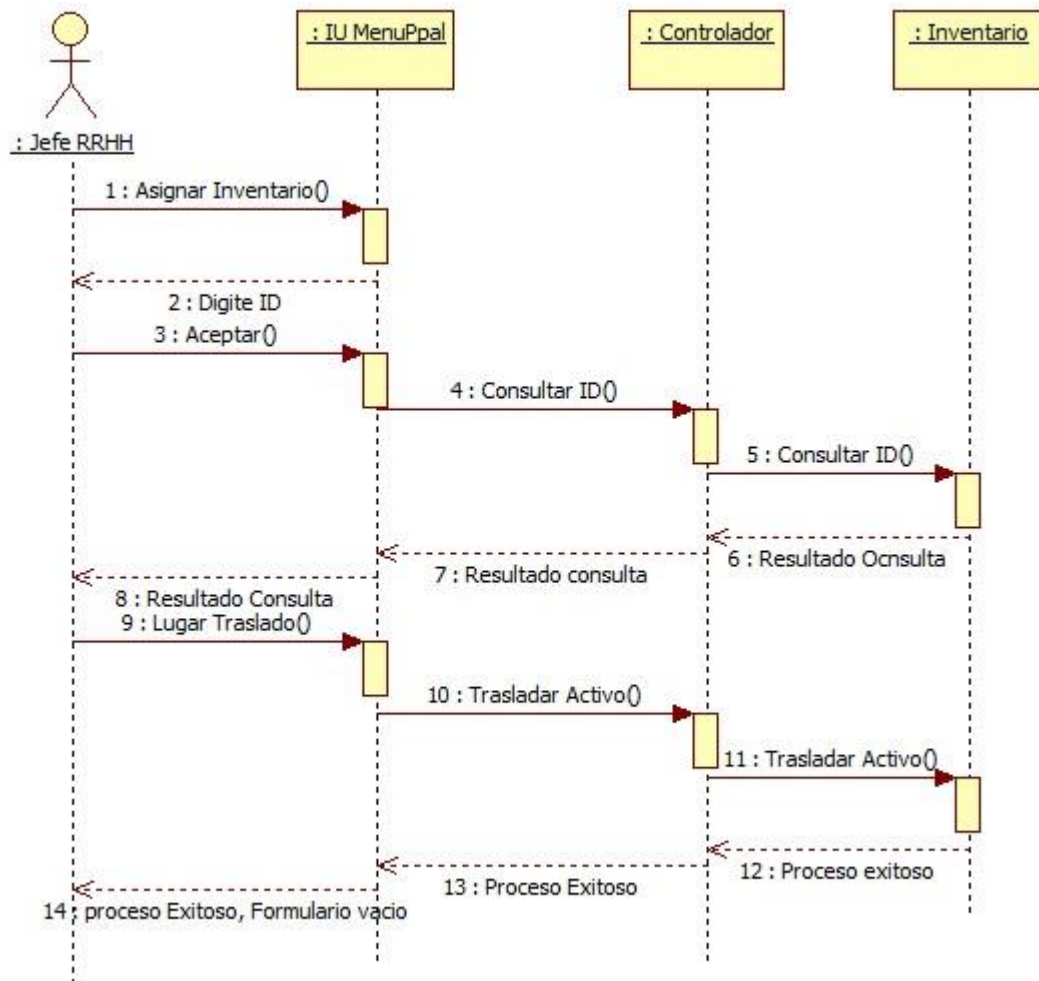 : IU MenuPpal
: Controlador
: Inventario
: Jefe RRHH
1 : Asignar Inventario()
2 : Digite ID
3 : Aceptar()
4 : Consultar ID()
5 : Consultar ID()
6 : Resultado Ocnsulta
7 : Resultado consulta
8 : Resultado Consulta
9 : Lugar Traslado()
10 : Trasladar Activo()
11 : Trasladar Activo()
12 : Proceso exitoso
13 : Proceso Exitoso
14 : proceso Exitoso, Formulario vacio